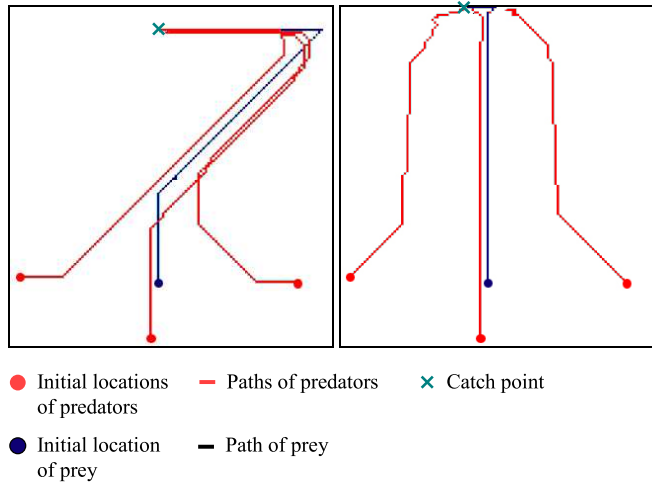 Initial locations
of predators
Paths of predators
Catch point
Initial location
of prey
Path of prey